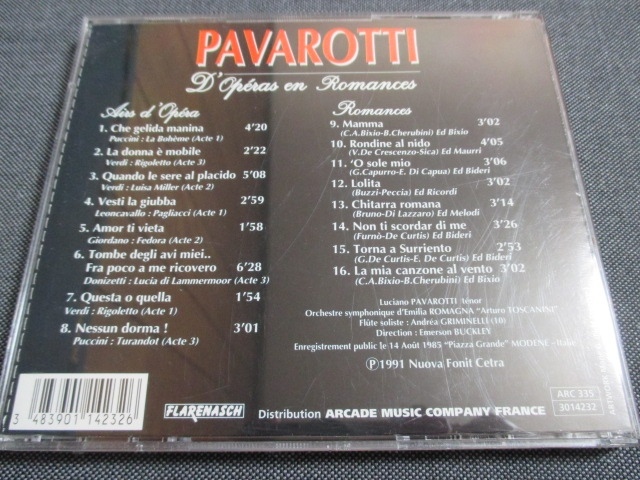 PAVAROTTI
D'Opéras en Romances
Airs d'Opéra
1. Che gelida manina 4'20
Puccini : La Bohème (Acte 1)
2. La donna è mobile 2'22
Verdi : Rigoletto (Acte 3)
3. Quando le sere al placido 5'08
Verdi : Luisa Miller (Acte 2)
4. Vesti la giubba 2'59
Leoncavallo : Pagliacci (Acte 1)
5. Amor ti vieta 1'58
Giordano : Fedora (Acte 2)
6. Tombe degli avi miei..
Fra poco a me ricovero 6'28
Donizetti : Lucia di Lammermoor (Acte 3)
7. Questa o quella 1'54
Verdi : Rigoletto (Acte 1)
8. Nessun dorma ! 3'01
Puccini : Turandot (Acte 3)
Romances
9. Mamma 3'02
(C.A.Bixio-B.Cherubini) Ed Bixio
10. Rondine al nido 4'05
(V.De Crescenzo-Sica) Ed Mauri
11. 'O sole mio 3'06
(G.Capurro-E. Di Capua) Ed Bideri
12. Lolita 3'02
(Buzzi-Peccia) Ed Ricordi
13. Chitarra romana 3'14
(Bruno-Di Lazzaro) Ed Melodi
14. Non ti scordar di me 3'26
(Furnò-De Curtis) Ed Bideri
15. Torna a Surriento 2'53
(G.De Curtis-E. De Curtis) Ed Bideri
16. La mia canzone al vento 3'02
(C.A.Bixio-B.Cherubini) Ed Bixio
Luciano PAVAROTTI ténor
Orchestre symphonique d'Emilia ROMAGNA "Arturo TOSCANINI"
Flûte soliste : Andréa GRIMINELLI (10)
Direction : Emerson BUCKLEY
Enregistrement public le 14 Août 1985 "Piazza Grande" MODENE - Italie
Ⓟ1991 Nuova Fonit Cetra
3 483901 142326
FLARENASCH
Distribution ARCADE MUSIC COMPANY FRANCE
ARC 335
3014232